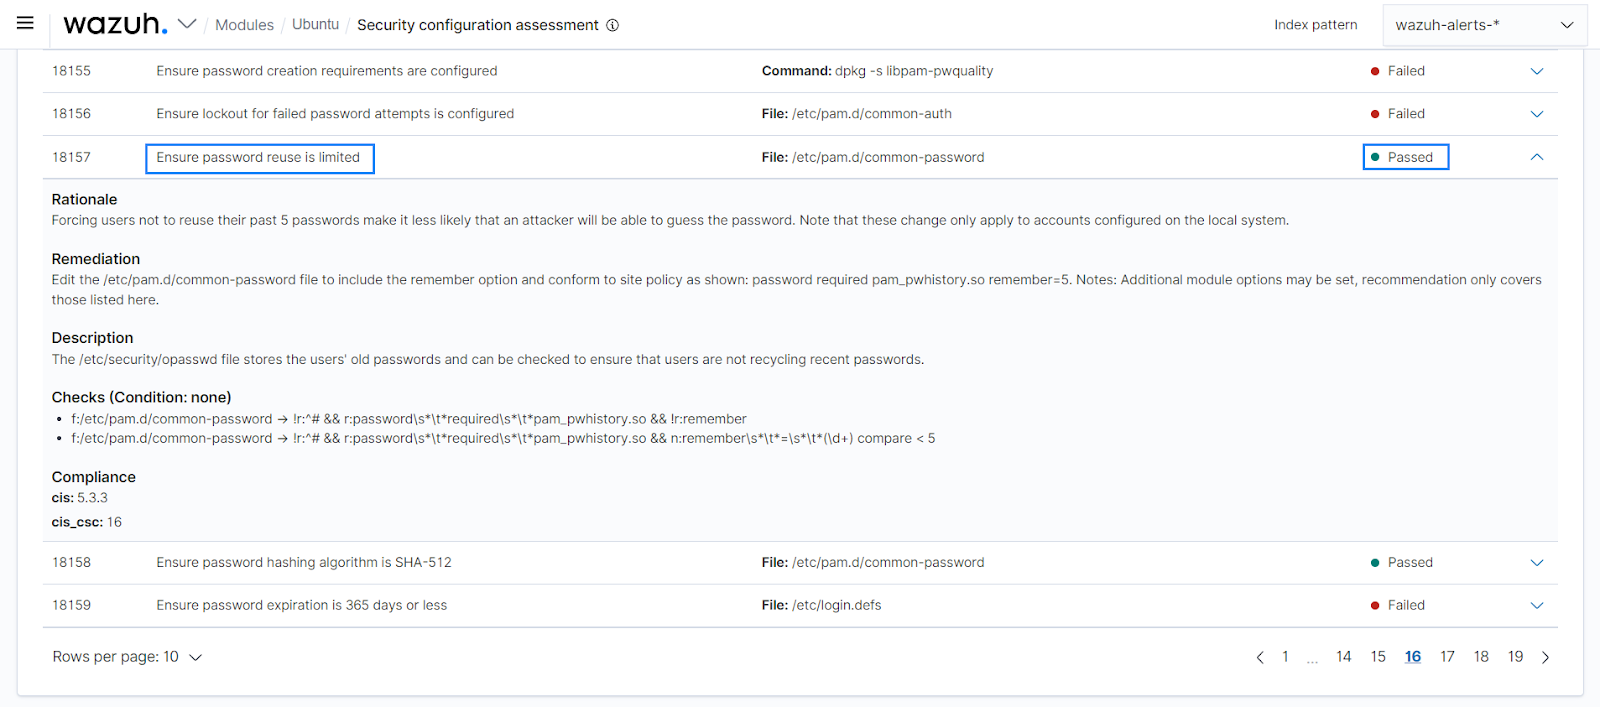 wazuh. / Modules / Ubuntu / Security configuration assessment Index pattern wazuh-alerts-*
18155 Ensure password creation requirements are configured Command: dpkg -s libpam-pwquality Failed
18156 Ensure lockout for failed password attempts is configured File: /etc/pam.d/common-auth Failed
18157 Ensure password reuse is limited File: /etc/pam.d/common-password Passed
Rationale
Forcing users not to reuse their past 5 passwords make it less likely that an attacker will be able to guess the password. Note that these change only apply to accounts configured on the local system.
Remediation
Edit the /etc/pam.d/common-password file to include the remember option and conform to site policy as shown: password required pam_pwhistory.so remember=5. Notes: Additional module options may be set, recommendation only covers
those listed here.
Description
The /etc/security/opasswd file stores the users' old passwords and can be checked to ensure that users are not recycling recent passwords.
Checks (Condition: none)
• f:/etc/pam.d/common-password → !r:^# && r:password\s*\t*required\s*\t*pam_pwhistory.so && !r:remember
• f:/etc/pam.d/common-password → !r:^# && r:password\s*\t*required\s*\t*pam_pwhistory.so && n:remember\s*\t*=\s*\t*(\d+) compare < 5
Compliance
cis: 5.3.3
cis_csc: 16
18158 Ensure password hashing algorithm is SHA-512 File: /etc/pam.d/common-password Passed
18159 Ensure password expiration is 365 days or less File: /etc/login.defs Failed
Rows per page: 10 1 ... 14 15 16 17 18 19